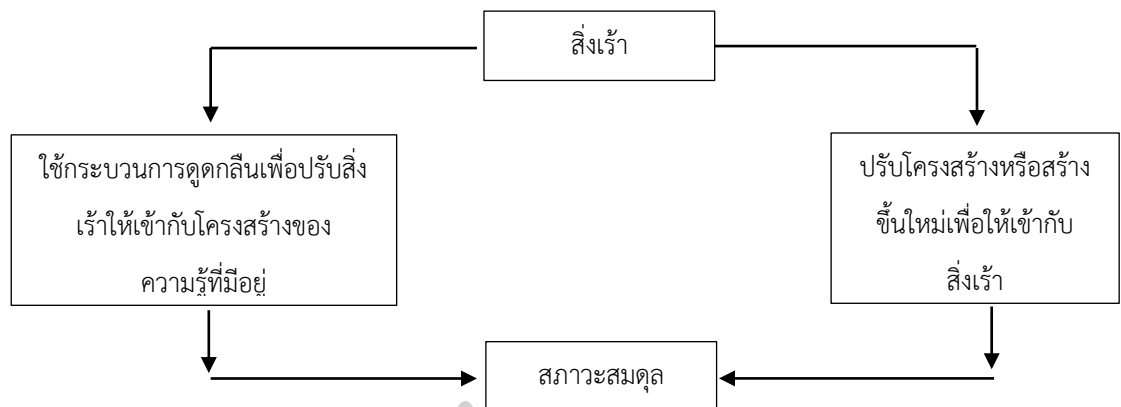 สิ่งเร้า
ใช้กระบวนการดูดกลืนเพื่อปรับสิ่ง
เร้าให้เข้ากับโครงสร้างของ
ความรู้ที่มีอยู่
ปรับโครงสร้างหรือสร้าง
ขึ้นใหม่เพื่อให้เข้ากับ
สิ่งเร้า
สภาวะสมดุล